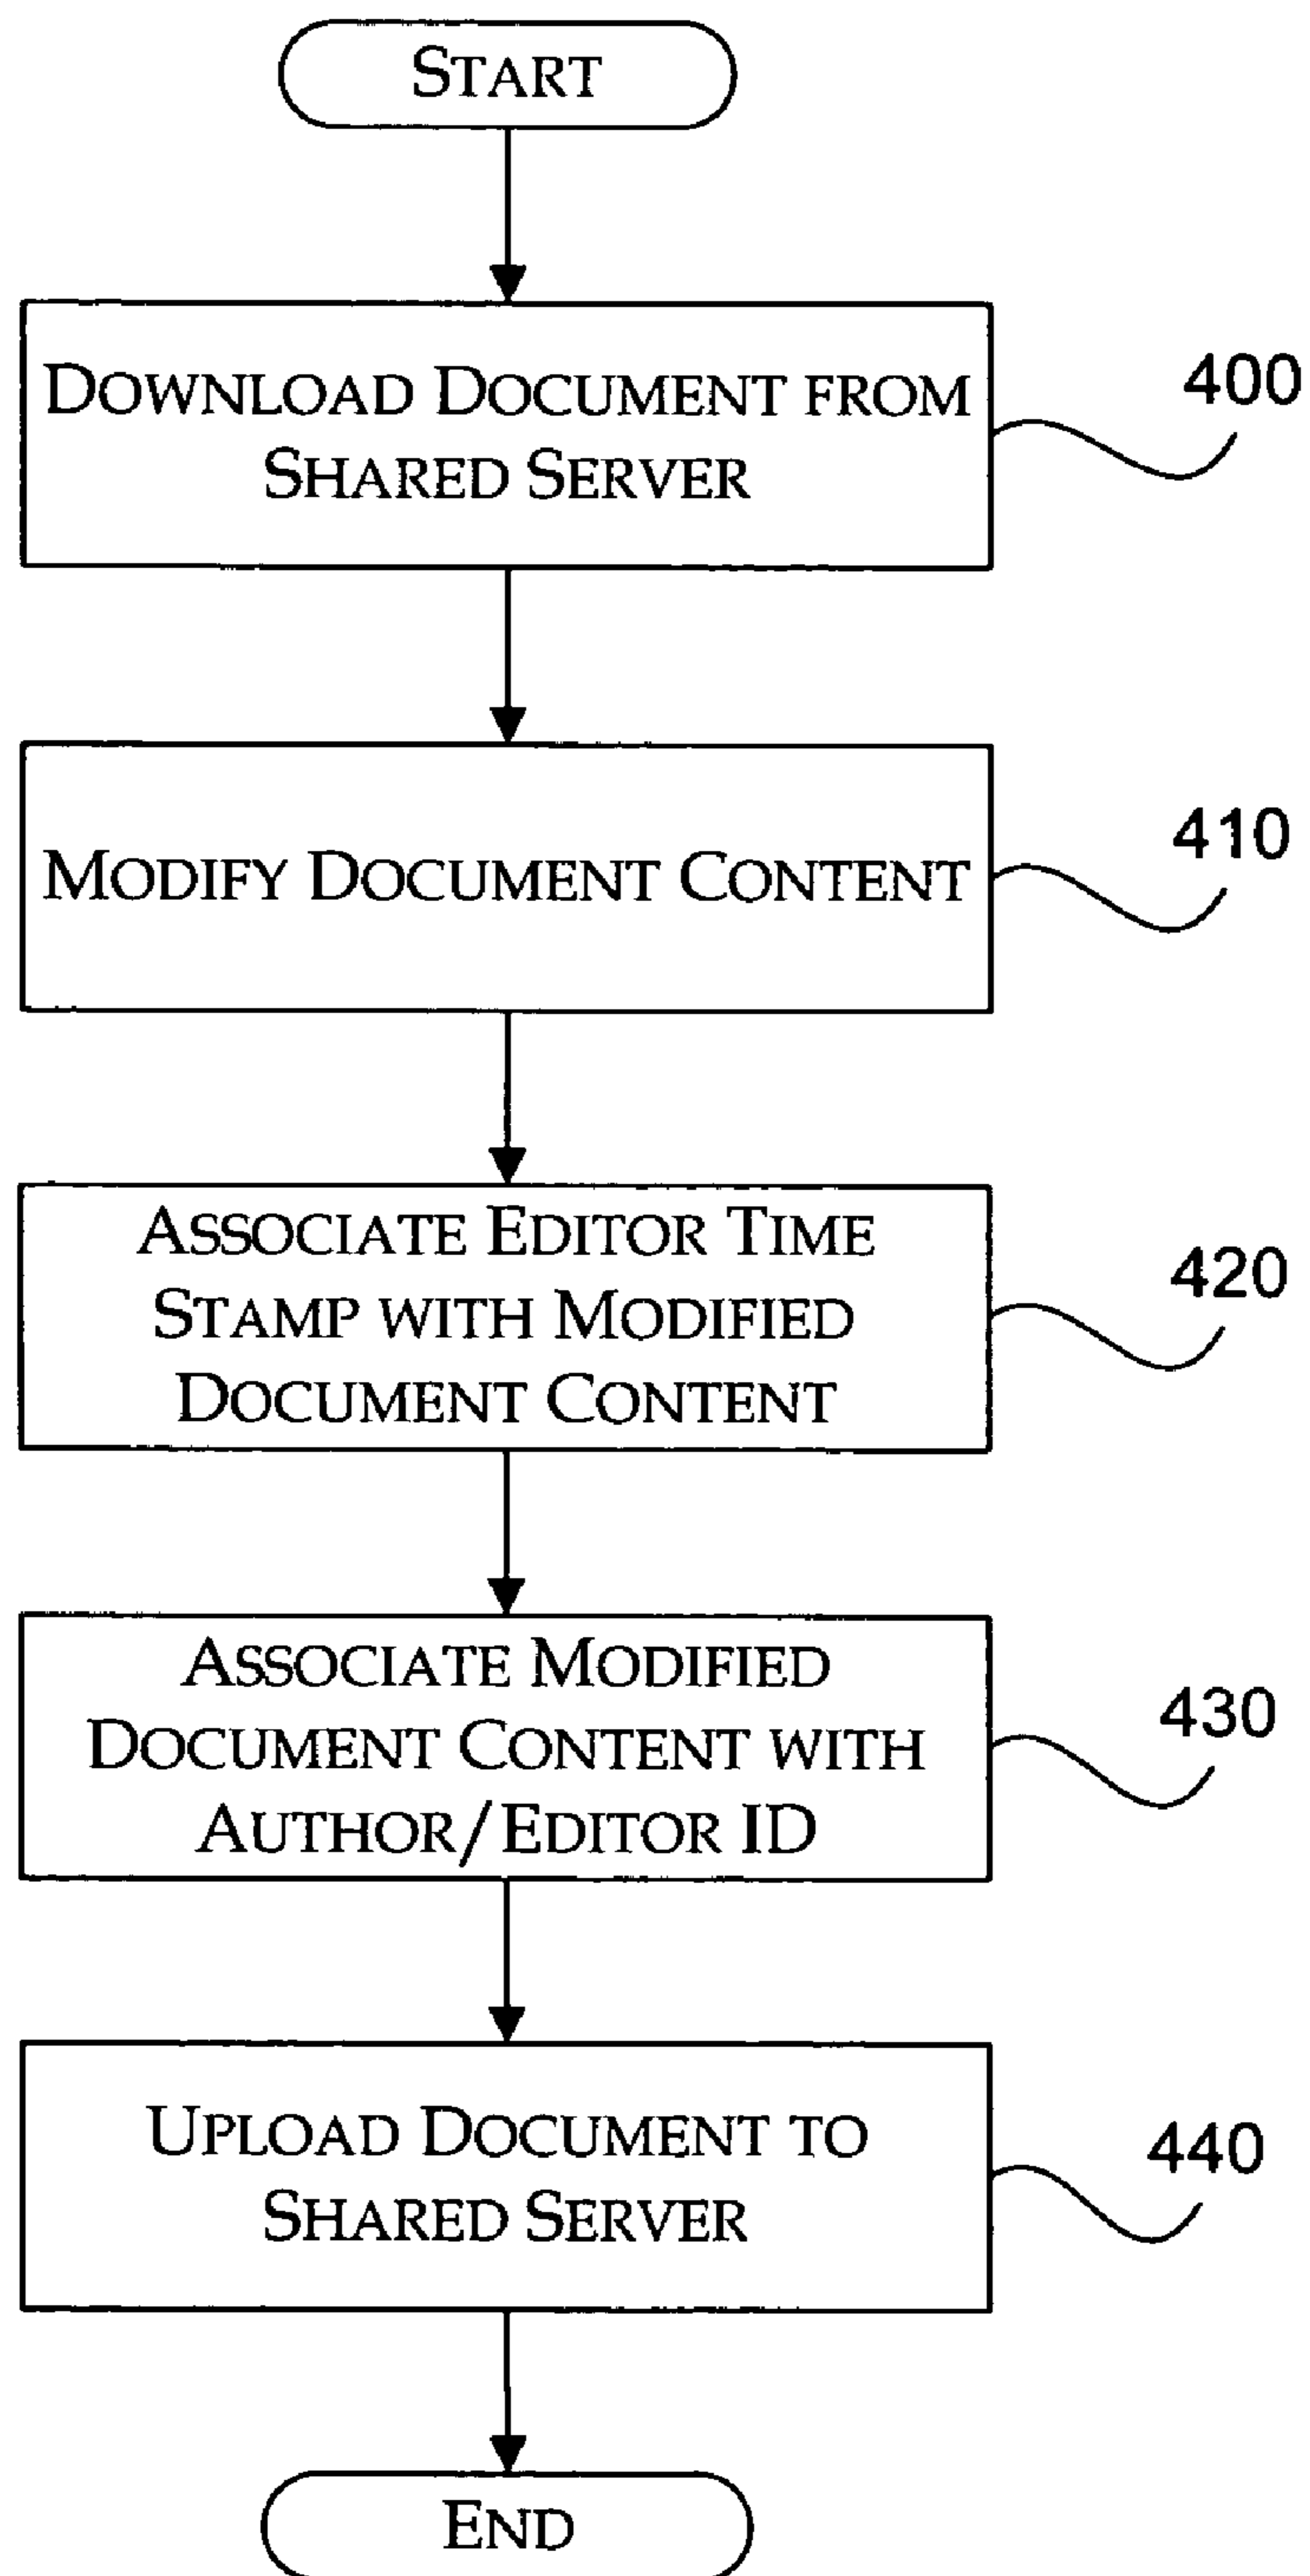 START
DOWNLOAD DOCUMENT FROM
SHARED SERVER
400
MODIFY DOCUMENT CONTENT
410
ASSOCIATE EDITOR TIME
STAMP WITH MODIFIED
DOCUMENT CONTENT
420
ASSOCIATE MODIFIED
DOCUMENT CONTENT WITH
AUTHOR/EDITOR ID
430
UPLOAD DOCUMENT TO
SHARED SERVER
440
END